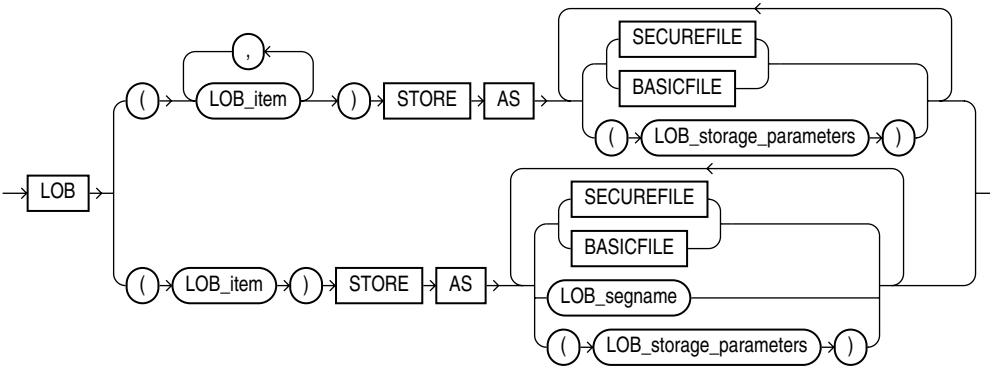 ,
( LOB_item ) STORE AS
SECUREFILE
BASICFILE
( LOB_storage_parameters )
LOB
( LOB_item ) STORE AS
SECUREFILE
BASICFILE
LOB_segname
( LOB_storage_parameters )